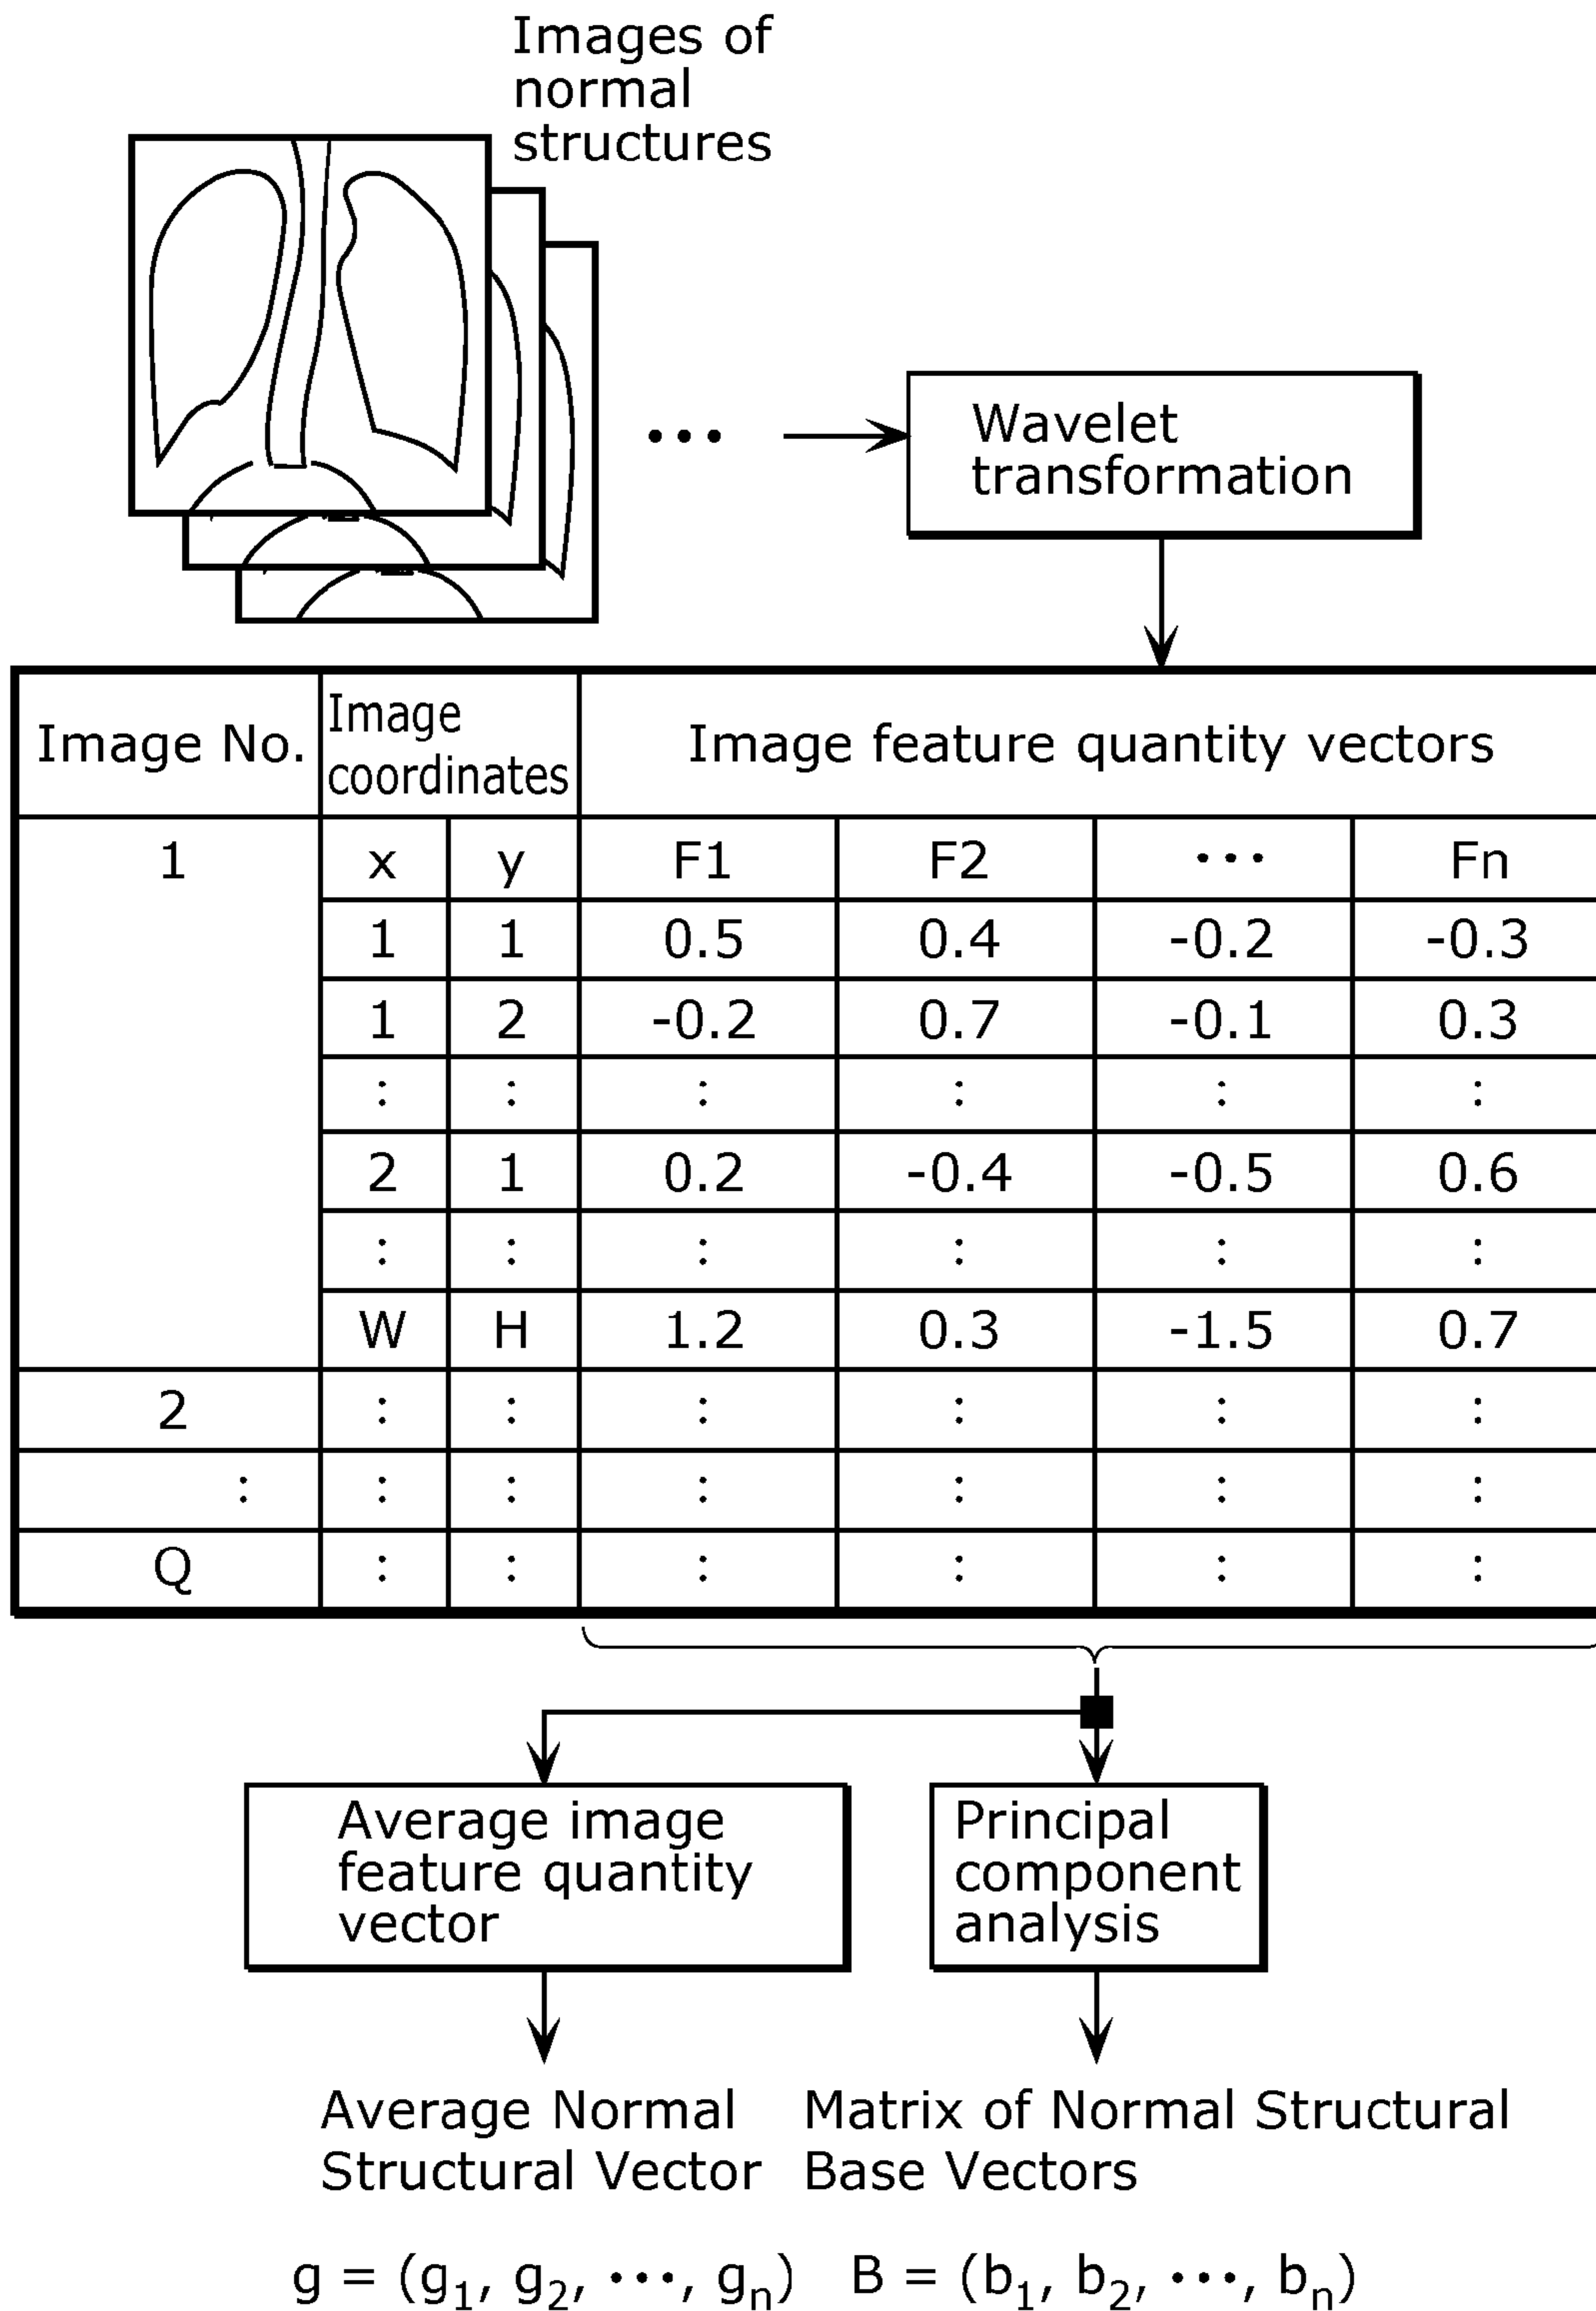 Images of
normal
structures
•••
Wavelet
transformation
Image No.
Image
coordinates
Image feature quantity vectors
1 x y F1 F2 ••• Fn
1 1 0.5 0.4 -0.2 -0.3
1 2 -0.2 0.7 -0.1 0.3
: : : : : :
2 1 0.2 -0.4 -0.5 0.6
: : : : : :
W H 1.2 0.3 -1.5 0.7
2 : : : : : :
: : : : : : :
Q : : : : : :
Average image
feature quantity
vector
Principal
component
analysis
Average Normal
Structural Vector
Matrix of Normal Structural
Base Vectors
g = (g1, g2, •••, gn)
B = (b1, b2, •••, bn)